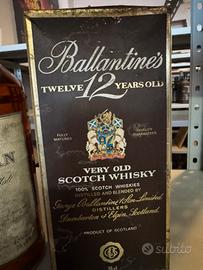 Ballantine's
TWELVE 12 YEARS OLD
FULLY
MATURED
QUALITY
GUARANTEED
VERY OLD
SCOTCH WHISKY
100% SCOTCH WHISKIES
DISTILLED AND BLENDED BY
George Ballantine & Son Limited
DISTILLERS
Dumbarton & Elgin, Scotland.
PRODUCT OF SCOTLAND
subito